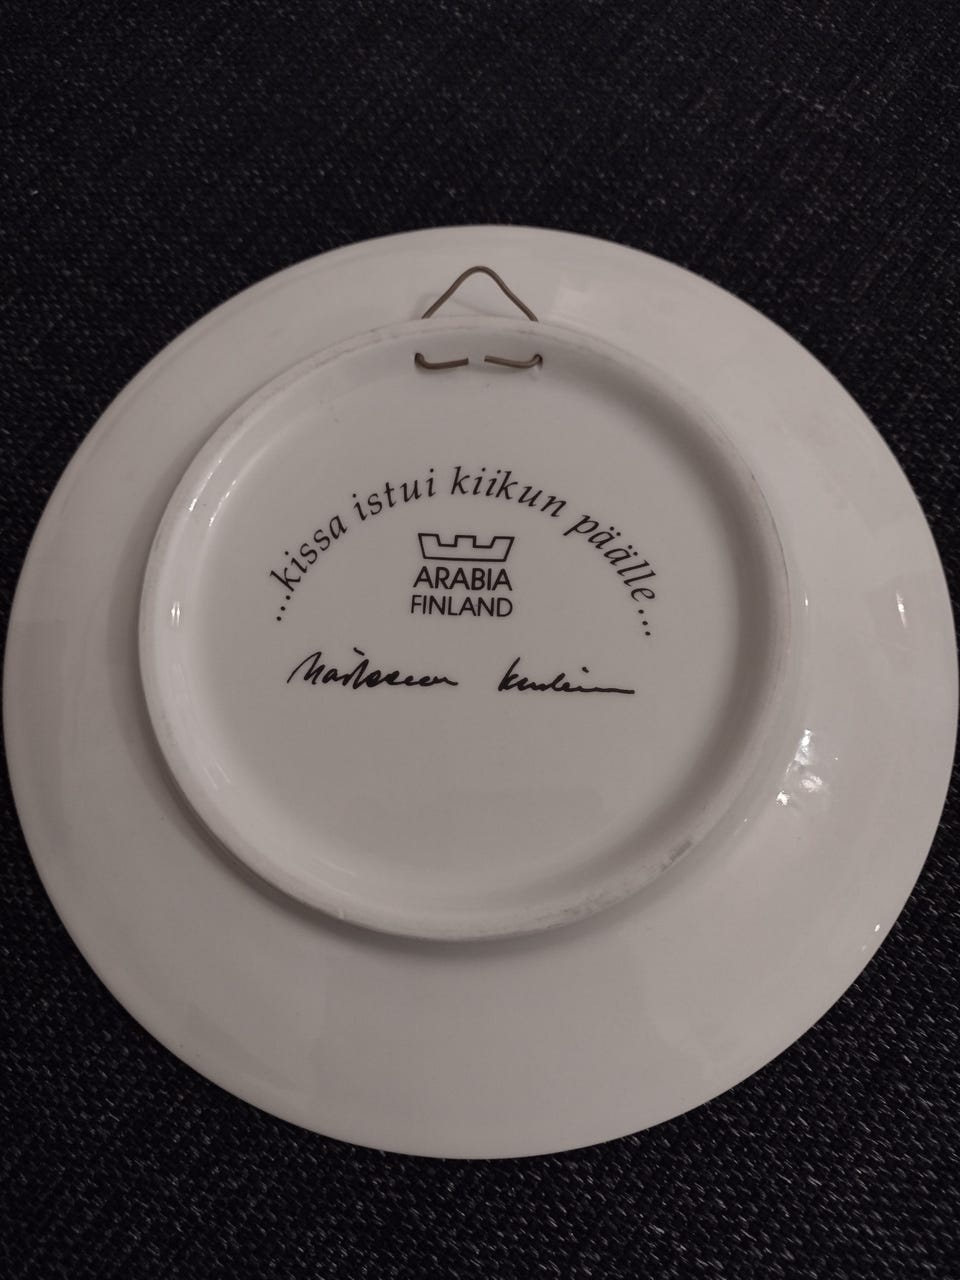 ...kissa istui kiikun päälle...
ARABIA
FINLAND